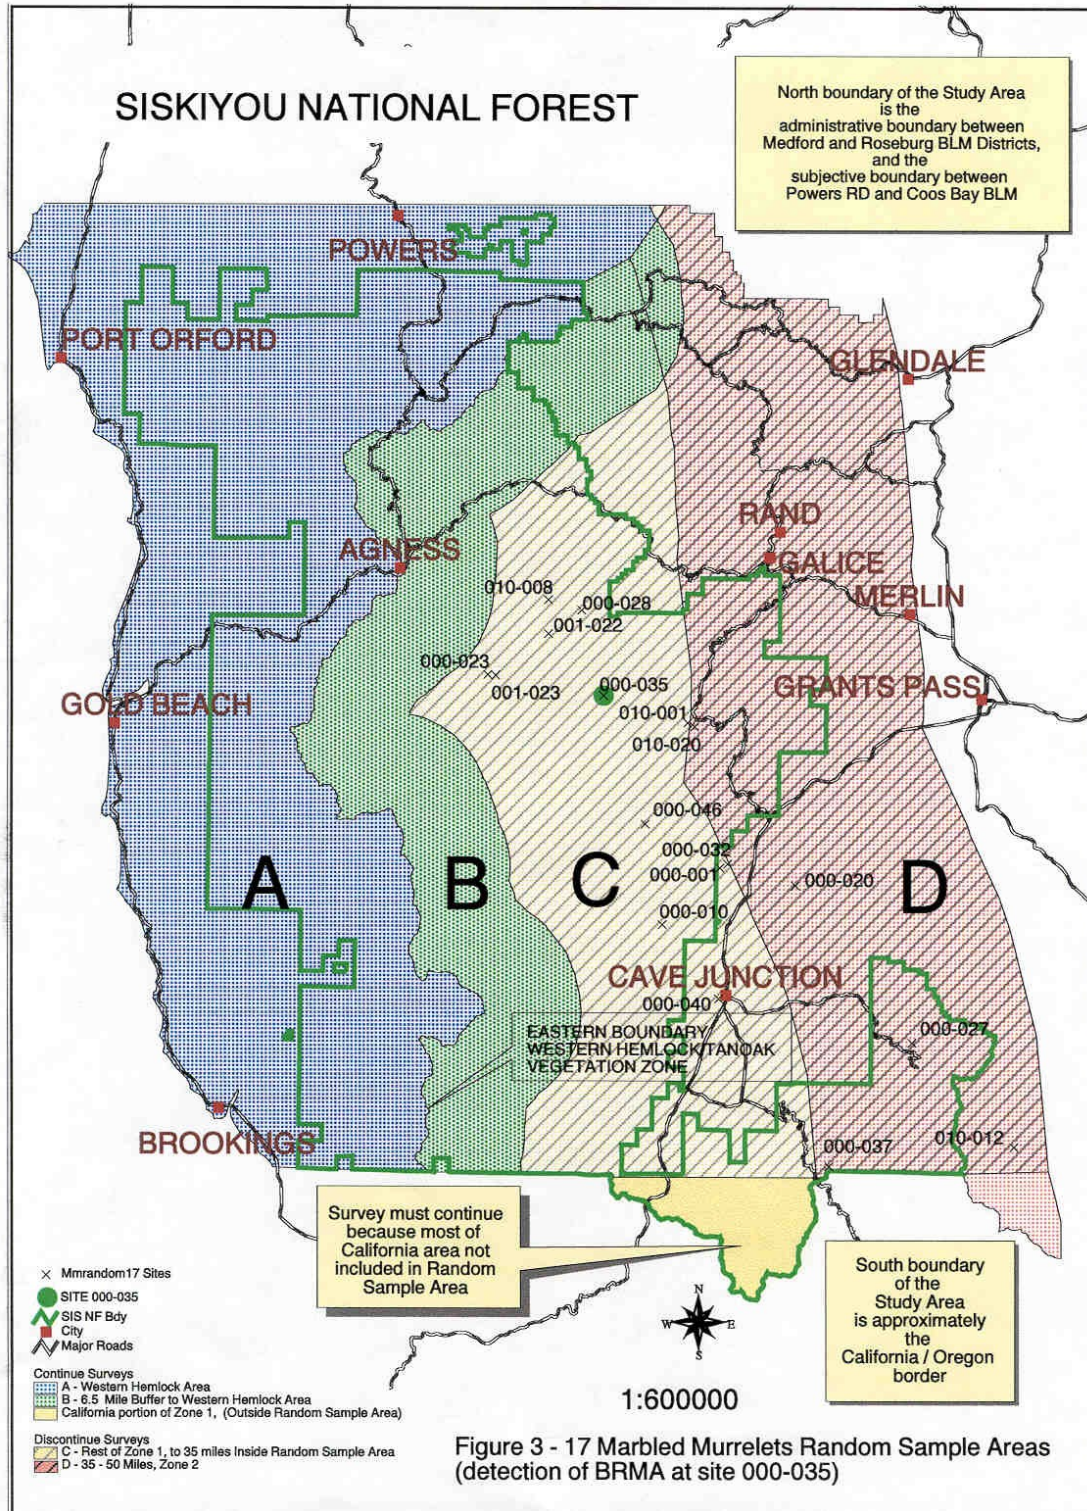 SISKIYOU NATIONAL FOREST
North boundary of the Study Area
is the
administrative boundary between
Medford and Roseburg BLM Districts,
and the
subjective boundary between
Powers RD and Coos Bay BLM
POWERS
PORT ORFORD
GLENDALE
RAND
AGNESS
GALICE
010-008
000-028
MERLIN
001-022
000-023
001-023
000-035
GRANTS PASS
GOLD BEACH
010-001
010-020
000-046
000-032
000-001
000-020
A
B
C
D
000-010
CAVE JUNCTION
000-040
EASTERN BOUNDARY
WESTERN HEMLOCK/TANOAK
VEGETATION ZONE
000-027
BROOKINGS
000-037
010-012
Survey must continue
because most of
California area not
included in Random
Sample Area
South boundary
of the
Study Area
is approximately
the
California / Oregon
border
N
W
E
S
1:600000
Mmrandom17 Sites
SITE 000-035
SIS NF Bdy
City
Major Roads
Continue Surveys
A - Western Hemlock Area
B - 6.5 Mile Buffer to Western Hemlock Area
California portion of Zone 1, (Outside Random Sample Area)
Discontinue Surveys
C - Rest of Zone 1, to 35 miles Inside Random Sample Area
D - 35 - 50 Miles, Zone 2
Figure 3 - 17 Marbled Murrelets Random Sample Areas
(detection of BRMA at site 000-035)